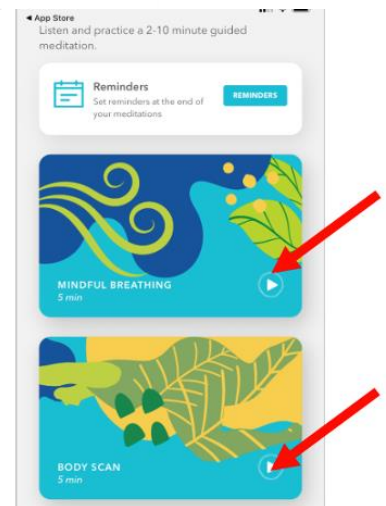 App Store
Listen and practice a 2-10 minute guided
meditation.
Reminders
Set reminders at the end of
your meditations
REMINDERS
MINDFUL BREATHING
5 min
BODY SCAN
5 min